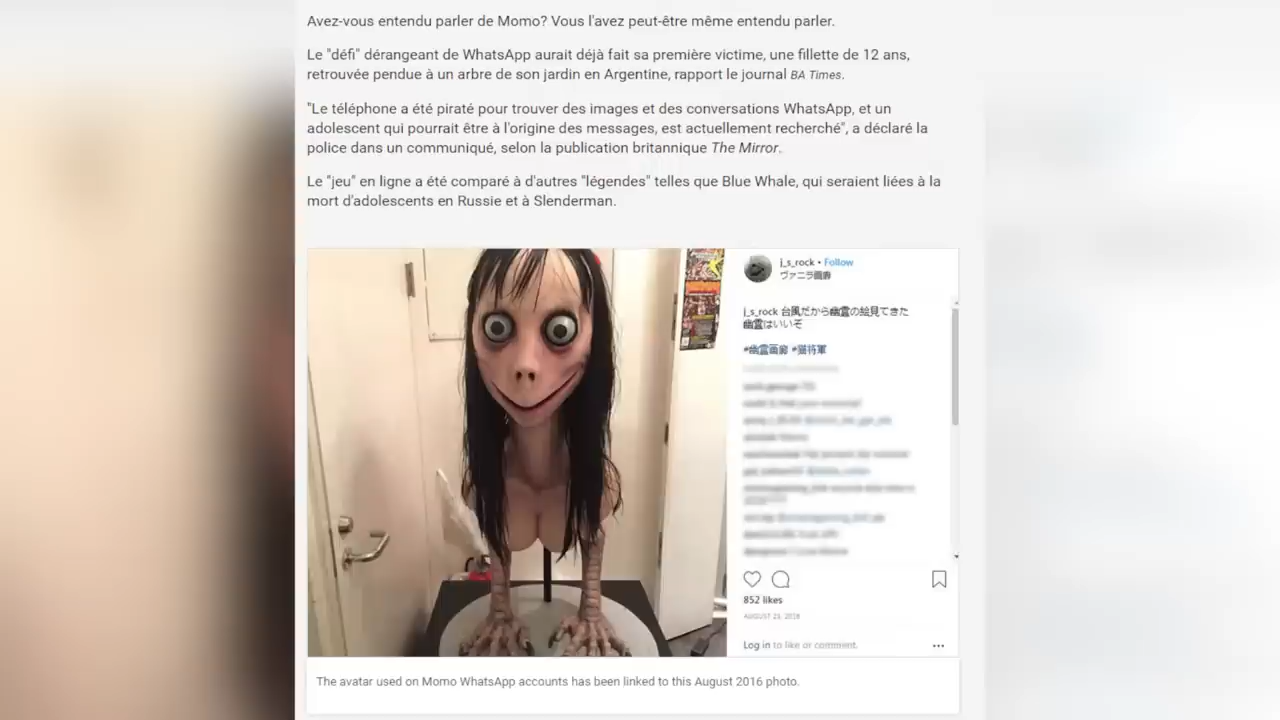 Avez-vous entendu parler de Momo? Vous l'avez peut-être même entendu parler.
Le "défi" dérangeant de WhatsApp aurait déjà fait sa première victime, une fillette de 12 ans,
retrouvée pendue à un arbre de son jardin en Argentine, rapport le journal BA Times.
"Le téléphone a été piraté pour trouver des images et des conversations WhatsApp, et un
adolescent qui pourrait être à l'origine des messages, est actuellement recherché", a déclaré la
police dans un communiqué, selon la publication britannique The Mirror.
Le "jeu" en ligne a été comparé à d'autres "légendes" telles que Blue Whale, qui seraient liées à la
mort d'adolescents en Russie et à Slenderman.
j_s_rock • Follow
ヴァニラ画廊
j_s_rock 台風だから幽霊の絵見てきた
幽霊はいいぞ
#幽霊画廊 #猫将軍
852 likes
AUGUST 25, 2016
Log in to like or comment.
The avatar used on Momo WhatsApp accounts has been linked to this August 2016 photo.